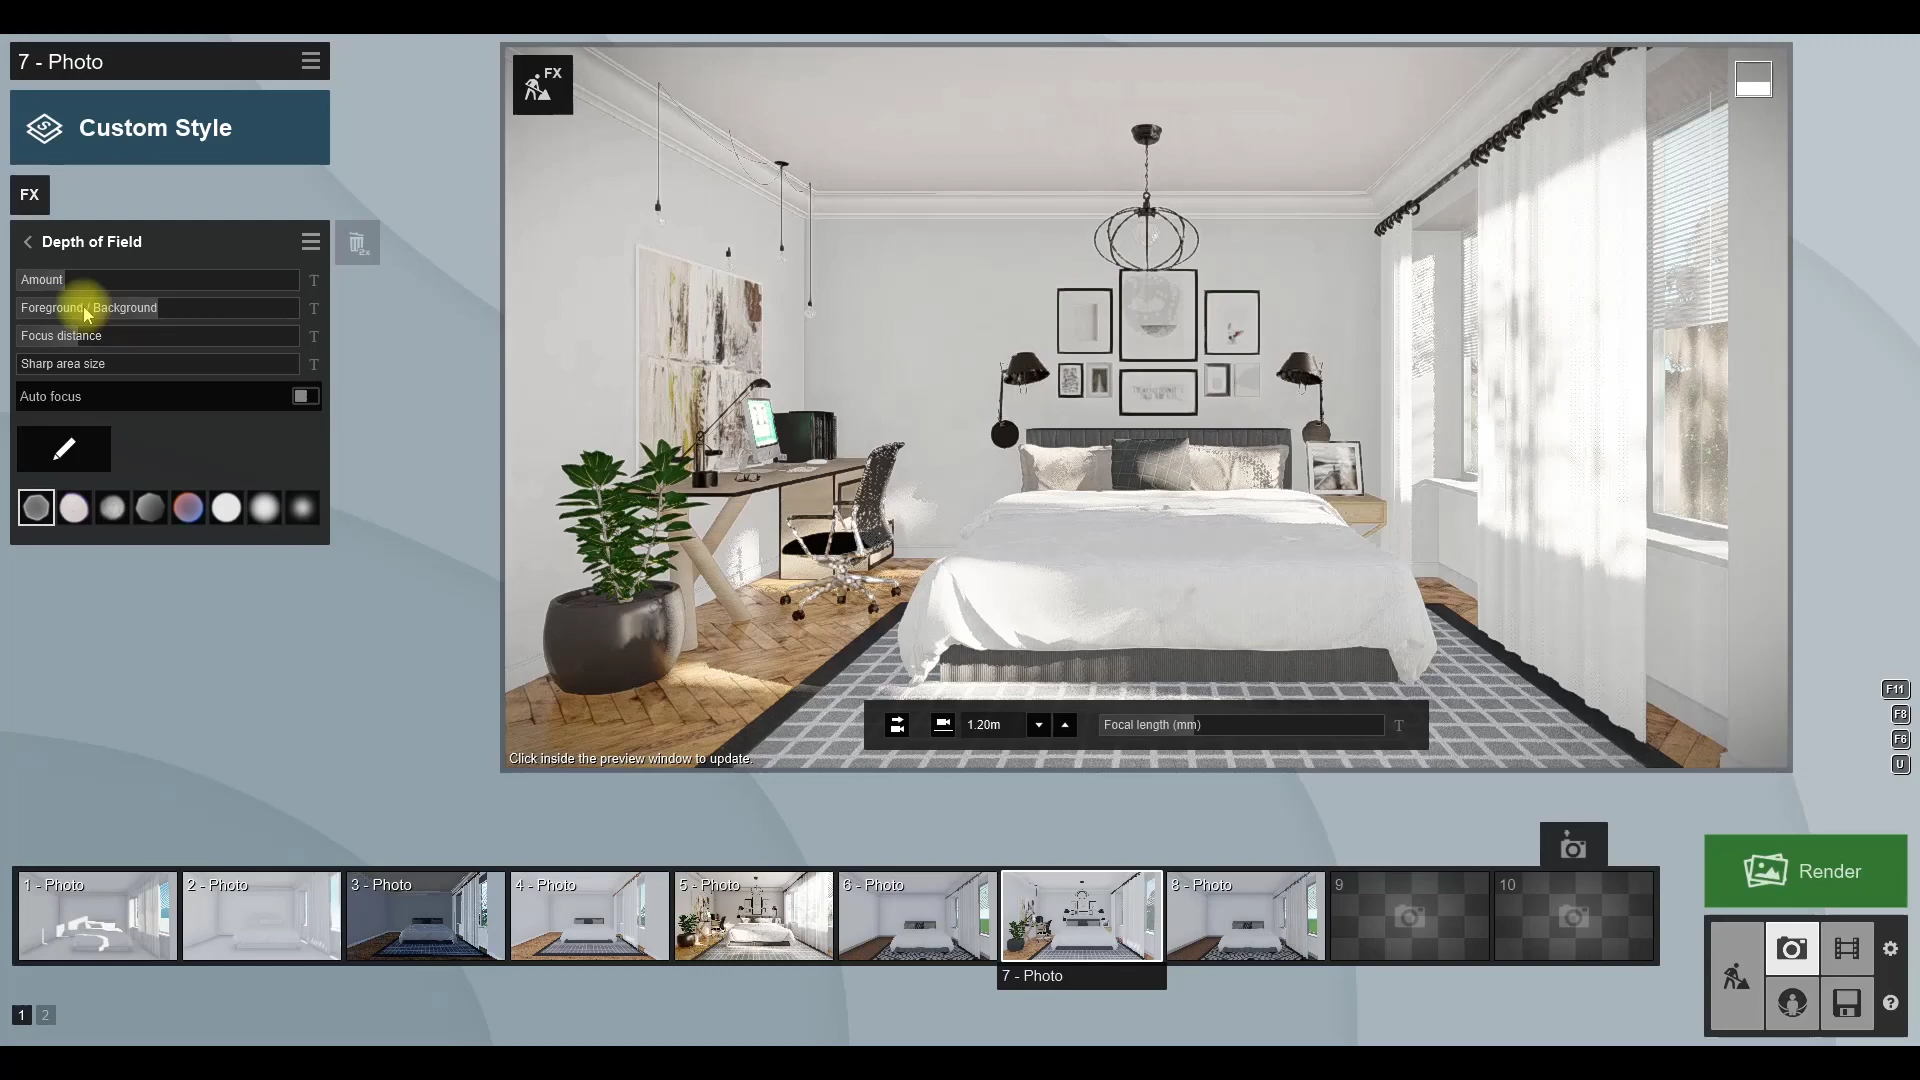 7 - Photo
Custom Style
FX
Depth of Field
2x
Amount T
Foreground / Background T
Focus distance T
Sharp area size T
Auto focus
FX
1.20m
Focal length (mm) T
Click inside the preview window to update.
F11
F8
F6
U
1 - Photo
2 - Photo
3 - Photo
4 - Photo
5 - Photo
6 - Photo
8 - Photo
9
10
7 - Photo
Render
1 2
?